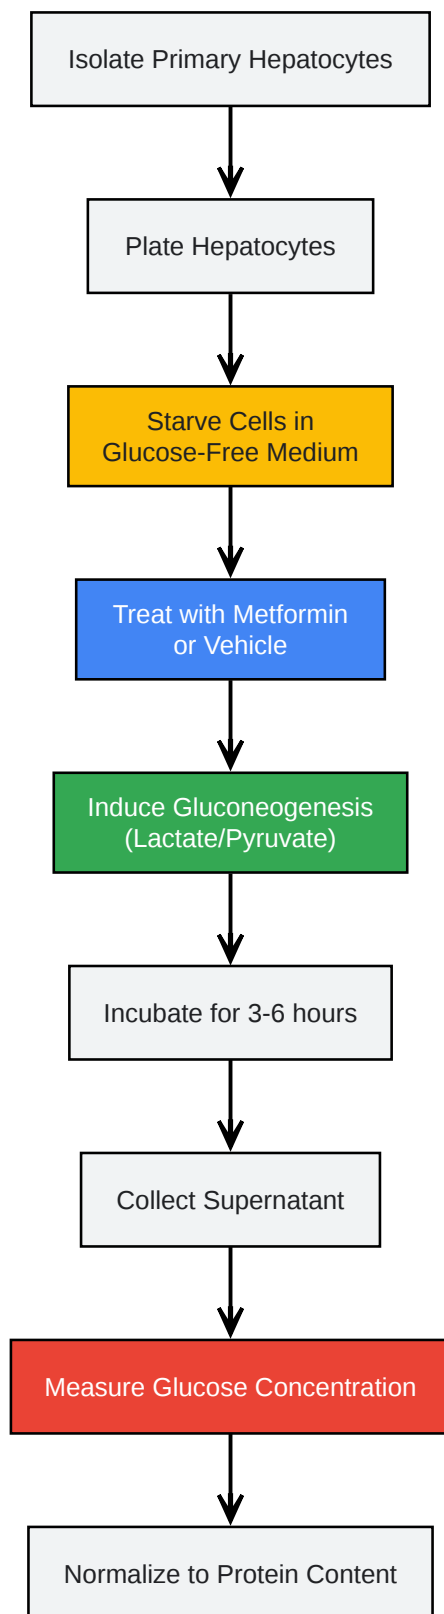 Isolate Primary Hepatocytes
Plate Hepatocytes
Starve Cells in
Glucose-Free Medium
Treat with Metformin
or Vehicle
Induce Gluconeogenesis
(Lactate/Pyruvate)
Incubate for 3-6 hours
Collect Supernatant
Measure Glucose Concentration
Normalize to Protein Content